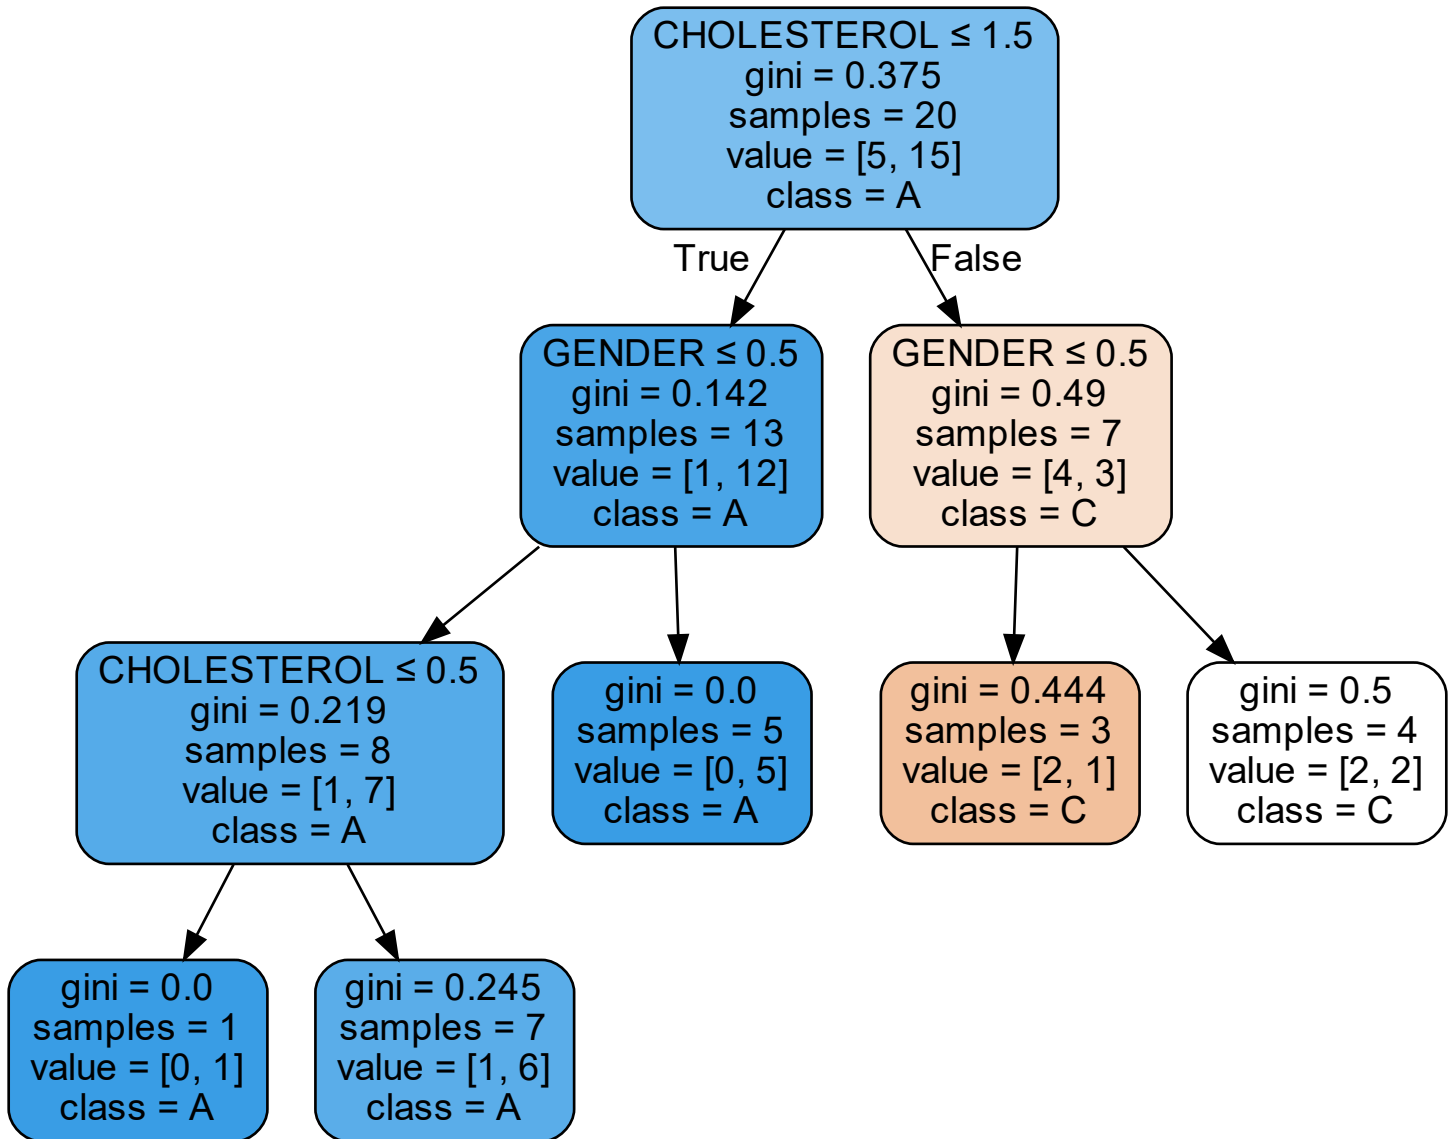 CHOLESTEROL ≤ 1.5
gini = 0.375
samples = 20
value = [5, 15]
class = A
True
False
GENDER ≤ 0.5
gini = 0.142
samples = 13
value = [1, 12]
class = A
GENDER ≤ 0.5
gini = 0.49
samples = 7
value = [4, 3]
class = C
CHOLESTEROL ≤ 0.5
gini = 0.219
samples = 8
value = [1, 7]
class = A
gini = 0.0
samples = 5
value = [0, 5]
class = A
gini = 0.444
samples = 3
value = [2, 1]
class = C
gini = 0.5
samples = 4
value = [2, 2]
class = C
gini = 0.0
samples = 1
value = [0, 1]
class = A
gini = 0.245
samples = 7
value = [1, 6]
class = A